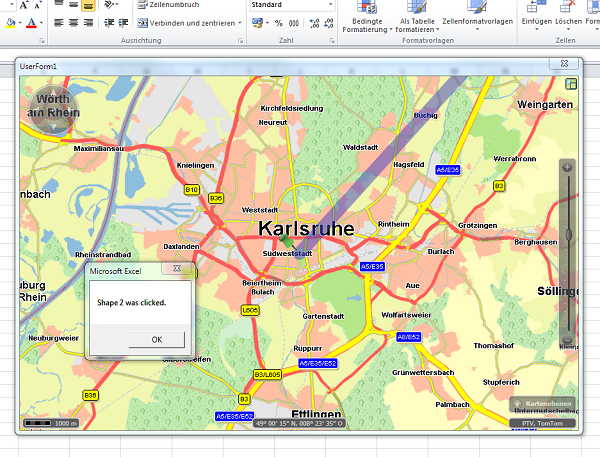 Zeilenumbruch
Standard
Verbinden und zentrieren
%
000
Bedingte Formatierung
Als Tabelle formatieren
Zellenformatvorlagen
Einfügen
Löschen
Ausrichtung
Zahl
Formatvorlagen
Zellen
UserForm1
Wörth am Rhein
Kirchfeldsiedlung
Neureut
Büchig
Weingarten
Maximiliansau
Waldstadt
Knielingen
Hagsfeld
Werrabronn
A5/E35
B10
B36
B3
nbach
Weststadt
Karlsruhe
Rintheim
Grötzingen
Daxlanden
Südweststadt
Durlach
Berghausen
Rheinstrandbad
A5/E35
Microsoft Excel
Shape 2 was clicked.
OK
Beiertheim
Bulach
Aue
uburg
Rhein
Söllinge
L605
Gartenstadt
Wolfartsweier
Neuburgweier
A8/E52
Thomashof
Rüppurr
A5/E35/E52
Grünwettersbach
B3/L605
Stupferich
B36
B3
A5/E35/E52
Ettlingen
Palmbach
Kartenebenen
Untermutschelbach
1000 m
49° 00' 15" N, 008° 23' 35" O
PTV, TomTom